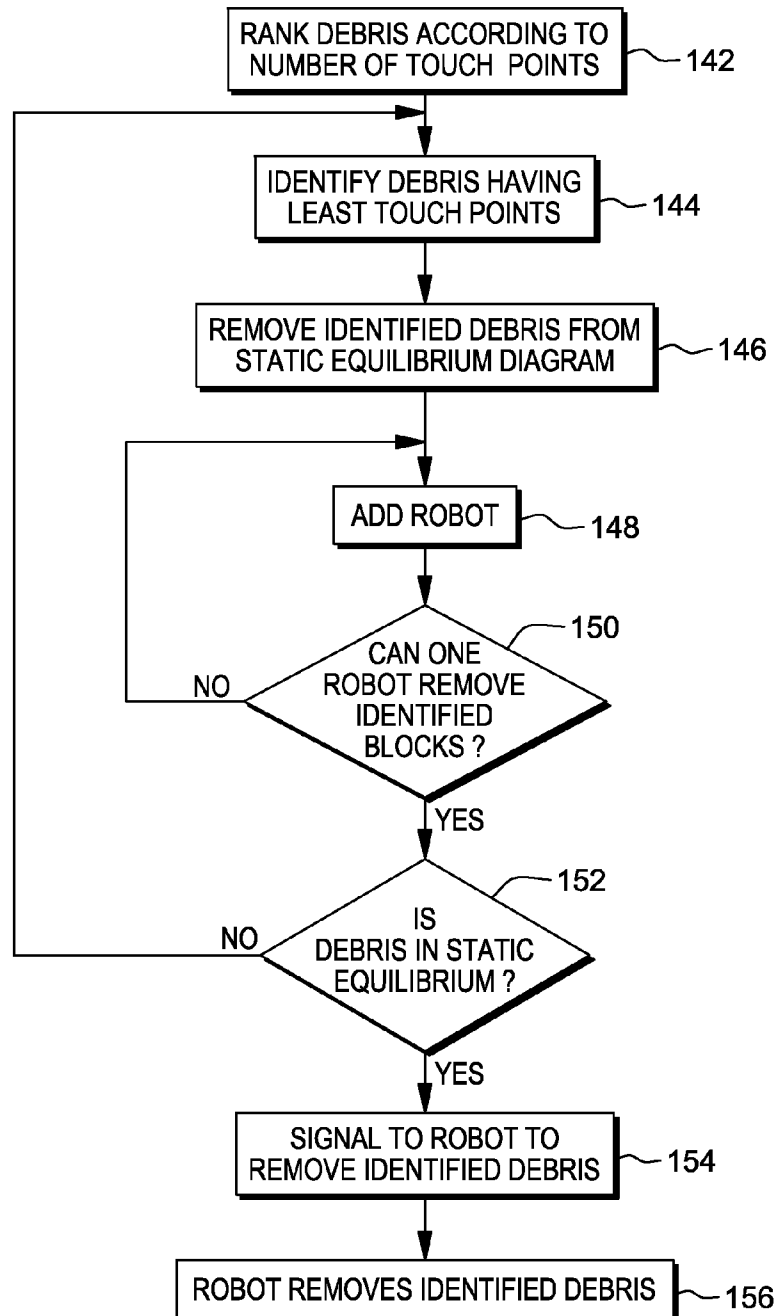 RANK DEBRIS ACCORDING TO
NUMBER OF TOUCH POINTS
142
IDENTIFY DEBRIS HAVING
LEAST TOUCH POINTS
144
REMOVE IDENTIFIED DEBRIS FROM
STATIC EQUILIBRIUM DIAGRAM
146
ADD ROBOT
148
150
CAN ONE
ROBOT REMOVE
IDENTIFIED
BLOCKS ?
NO
YES
152
IS
DEBRIS IN STATIC
EQUILIBRIUM ?
NO
YES
SIGNAL TO ROBOT TO
REMOVE IDENTIFIED DEBRIS
154
ROBOT REMOVES IDENTIFIED DEBRIS
156